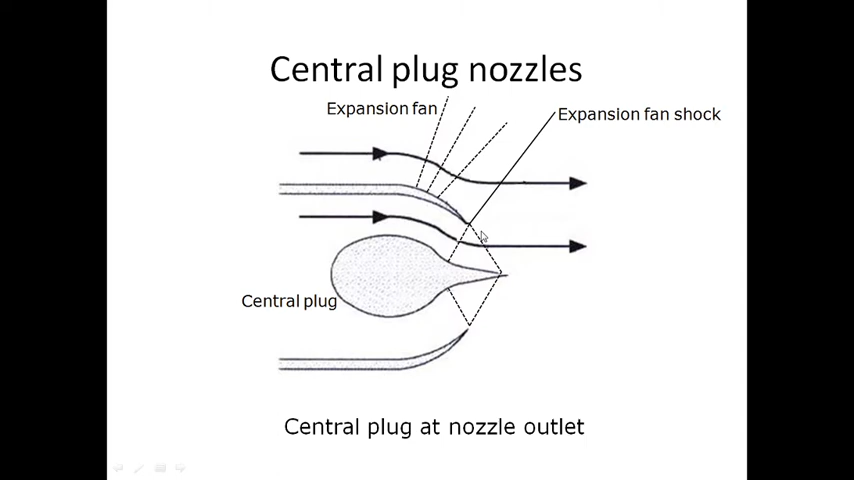 Central plug nozzles
Expansion fan
Expansion fan shock
Central plug
Central plug at nozzle outlet